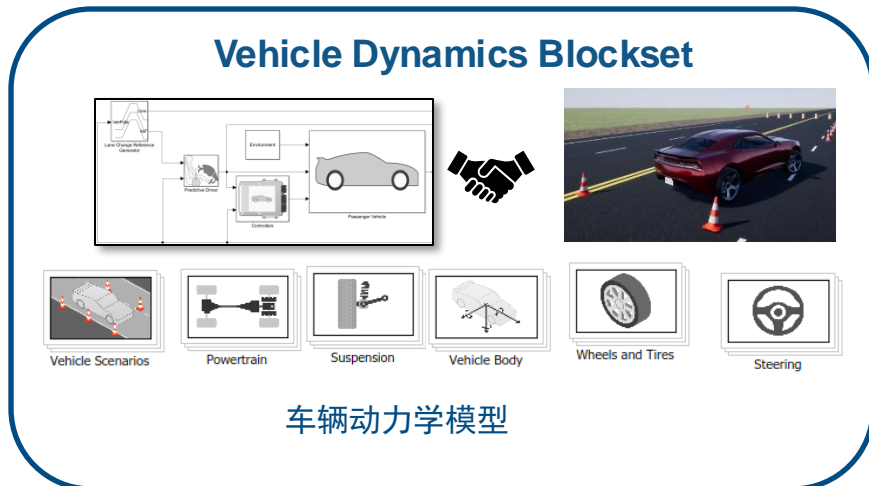 Vehicle Dynamics Blockset
Lane Change Reference
Generator
Environment
Predictive Driver
Controllers
Passenger Vehicle
Vehicle Scenarios
Powertrain
Suspension
Vehicle Body
Wheels and Tires
Steering
车辆动力学模型